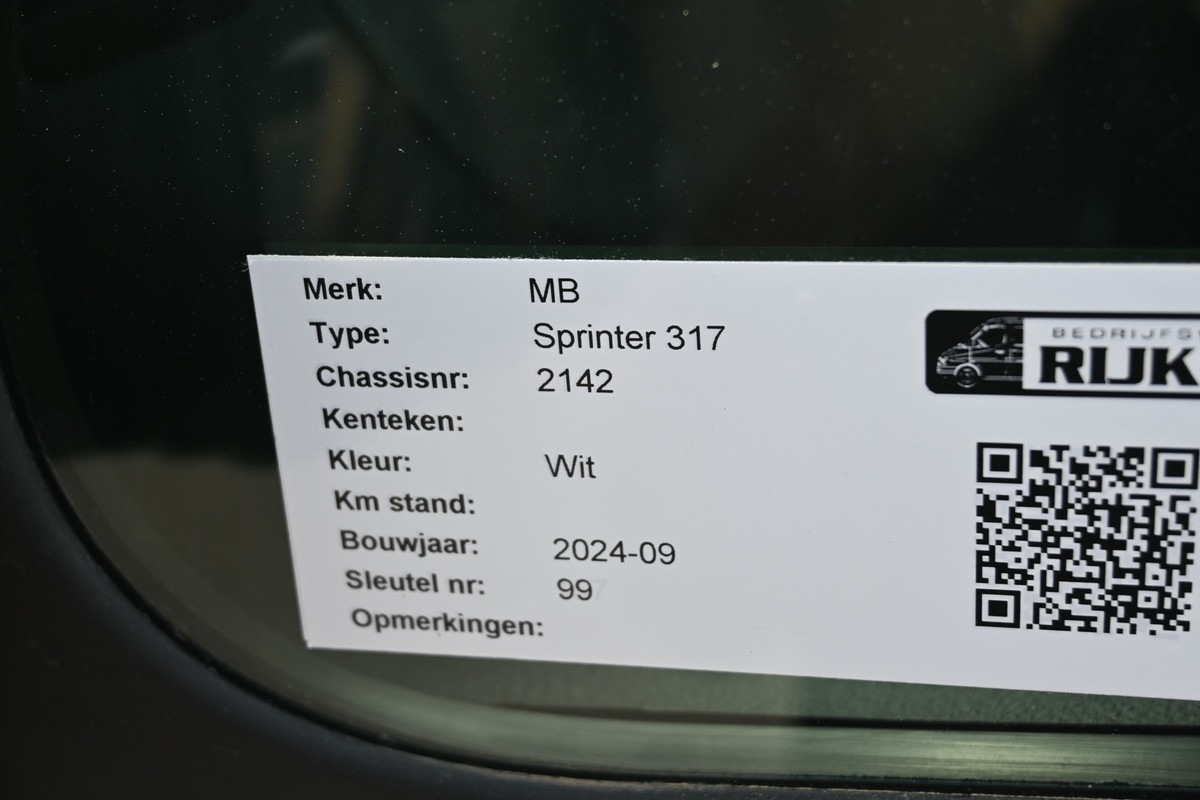 Merk: MB
Type: Sprinter 317
Chassisnr: 2142
Kenteken:
Kleur: Wit
Km stand:
Bouwjaar: 2024-09
Sleutel nr: 99
Opmerkingen:
BEDRIJFS
RIJK